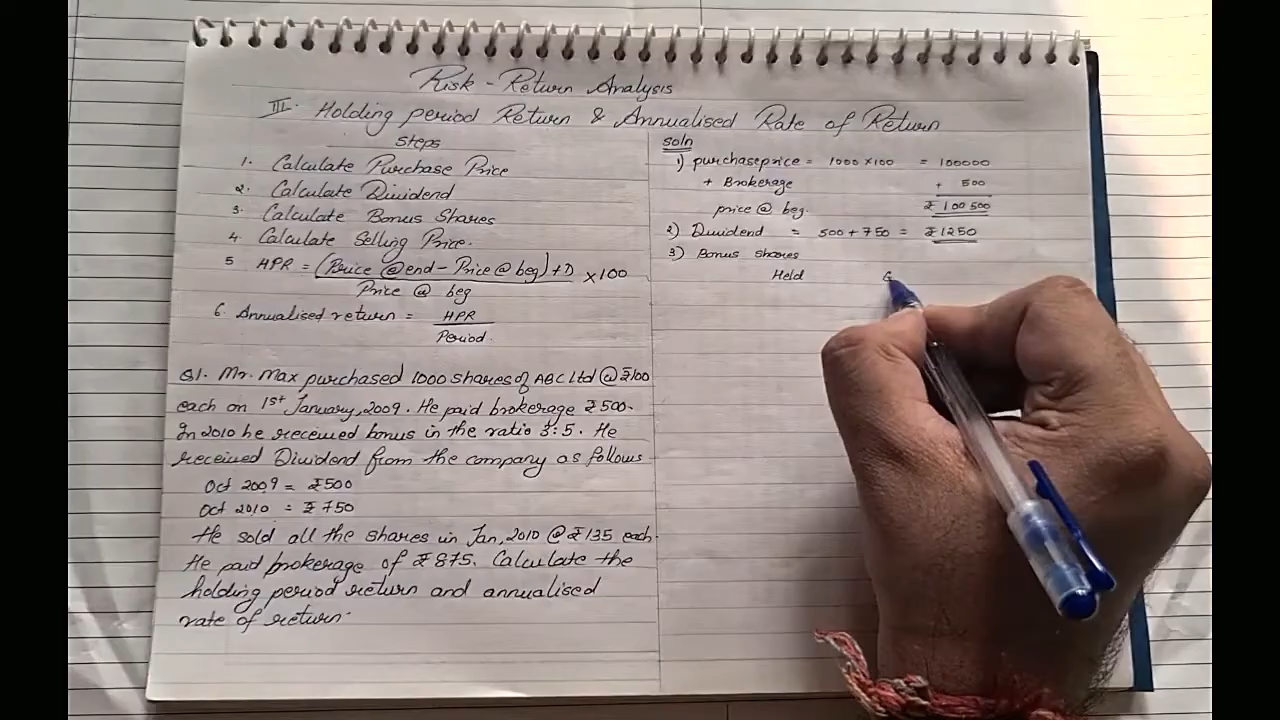 Risk - Return Analysis
III. Holding period Return & Annualised Rate of Return
Steps
1. Calculate Purchase Price
2. Calculate Dividend
3. Calculate Bonus Shares
4. Calculate Selling Price.
5 HPR = (Price @ end - Price @ beg) + D × 100
Price @ beg
6. Annualised return = HPR
Period.
Q1. Mr. Max purchased 1000 shares of ABC Ltd @ ₹100
each on 1st January, 2009. He paid brokerage ₹500.
In 2010 he received bonus in the ratio 3:5. He
received Dividend from the company as follows
Oct 2009 = ₹500
Oct 2010 = ₹750
He sold all the shares in Jan, 2010 @ ₹135 each.
He paid brokerage of ₹875. Calculate the
holding period return and annualised
rate of return.
Soln
1) purchase price = 1000 × 100 = 100000
+ Brokerage + 500
price @ beg. ₹ 100500
2) Dividend = 500 + 750 = ₹1250
3) Bonus shares
Held G